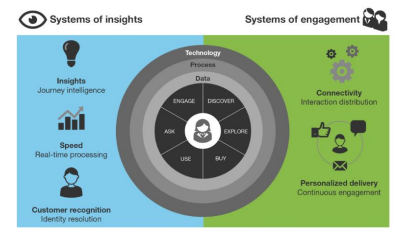 Systems of insights
Systems of engagement
Technology
Process
Data
ENGAGE
DISCOVER
ASK
EXPLORE
USE
BUY
Insights
Journey intelligence
Speed
Real-time processing
Customer recognition
Identity resolution
Connectivity
Interaction distribution
Personalized delivery
Continuous engagement